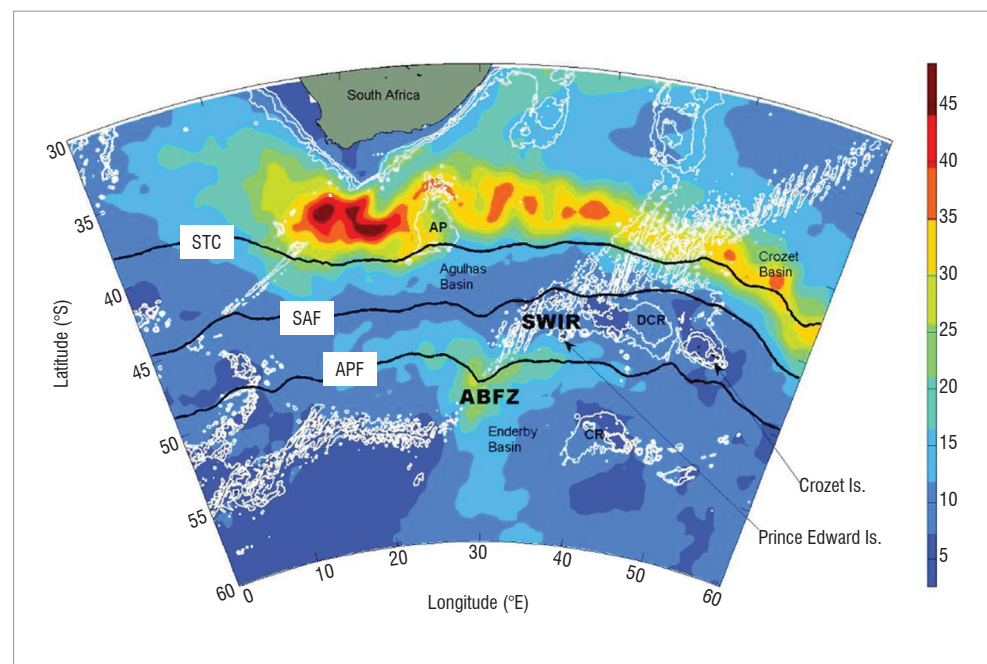 South Africa
30
35
40
45
50
55
60
Latitude (°S)
STC
SAF
APF
AP
Agulhas
Basin
Crozet
Basin
SWIR
DCR
ABFZ
Enderby
Basin
CR
Crozet Is.
Prince Edward Is.
0
10
20
30
40
50
60
Longitude (°E)
45
40
35
30
25
20
15
10
5